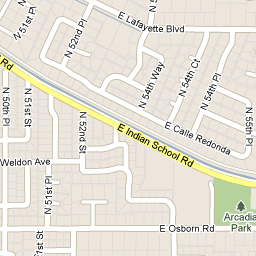 N 51st Pl
N 52nd Pl
E Lafayette Blvd
N 54th Way
N 54th Ct
N 54th Pl
N 55th Pl
Rd
N 50th Pl
N 51st St
N 52nd St
E Indian School Rd
E Calle Redonda
Weldon Ave
N 51st Pl
E Osborn Rd
Arcadia
Park